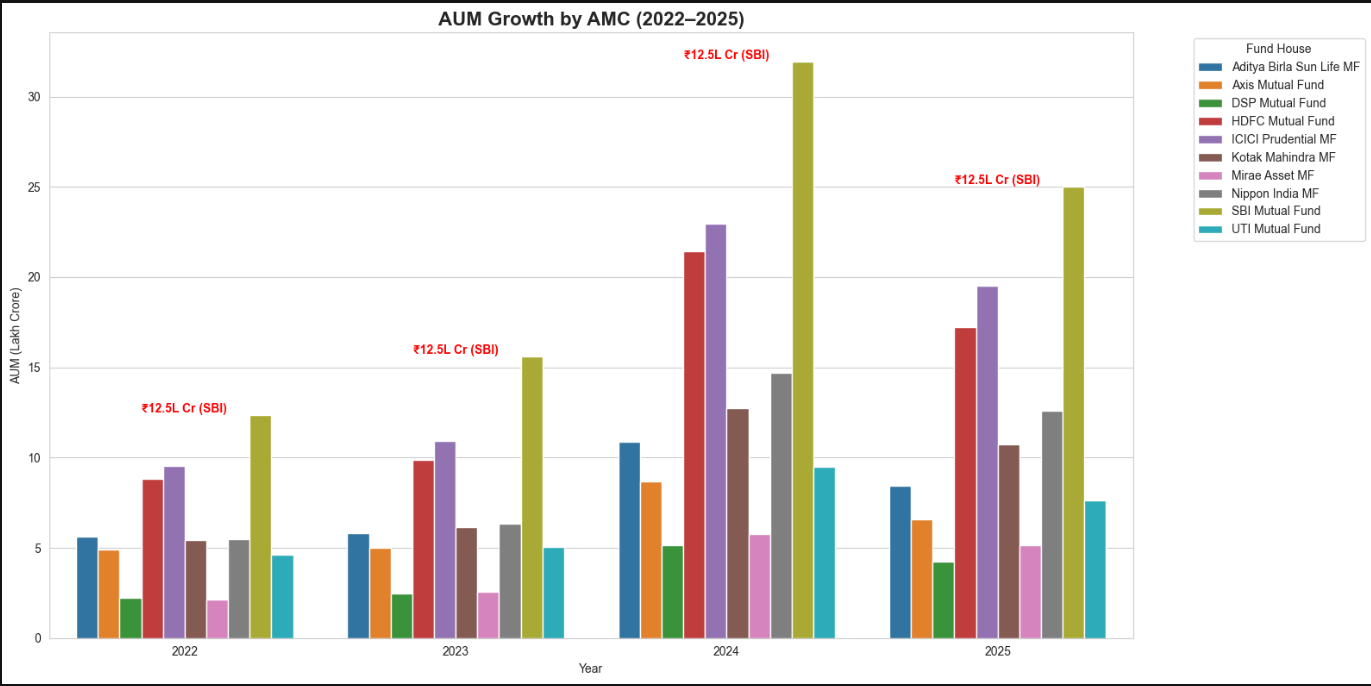 AUM Growth by AMC (2022–2025)
AUM (Lakh Crore)
30
25
20
15
10
5
0
₹12.5L Cr (SBI)
₹12.5L Cr (SBI)
₹12.5L Cr (SBI)
₹12.5L Cr (SBI)
2022
2023
2024
2025
Year
Fund House
Aditya Birla Sun Life MF
Axis Mutual Fund
DSP Mutual Fund
HDFC Mutual Fund
ICICI Prudential MF
Kotak Mahindra MF
Mirae Asset MF
Nippon India MF
SBI Mutual Fund
UTI Mutual Fund